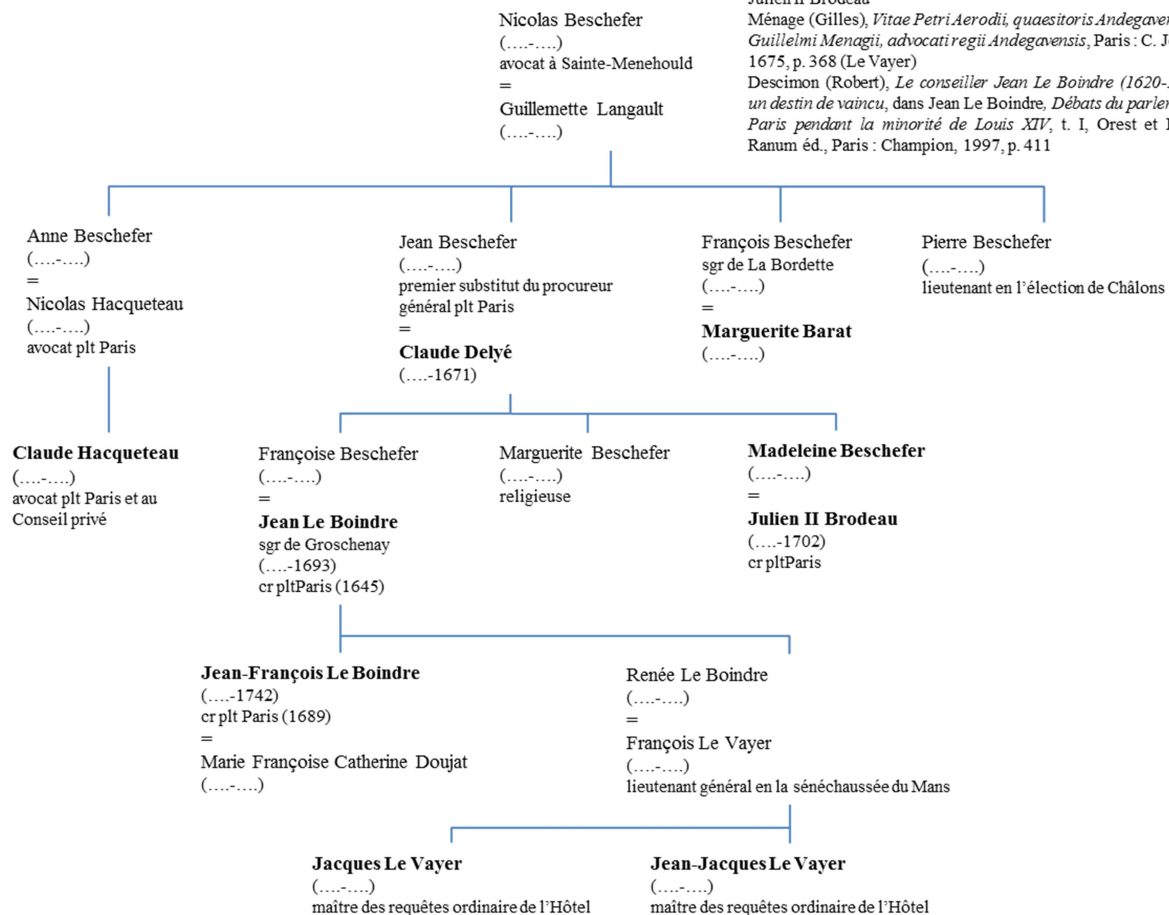 Nicolas Beschefer
(....-....)
avocat à Sainte-Menehould
=
Guillemette Langault
(....-....)
Julien II Brodeau
Ménage (Gilles), Vitae Petri Aerodii, quaesitoris
Guillelmi Menagii, advocati regii Andegavensis, Paris : C.
1675, p. 368 (Le Vayer)
Descimon (Robert), Le conseiller Jean Le Boindre (1620-
un destin de vaincu, dans Jean Le Boindre, Débats du
Paris pendant la minorité de Louis XIV, t. I, Orest et
Ranum éd., Paris : Champion, 1997, p. 411
Anne Beschefer
(....-....)
=
Nicolas Hacqueteau
(....-....)
avocat plt Paris
Jean Beschefer
(....-....)
premier substitut du procureur
général plt Paris
=
Claude Delyé
(....-1671)
François Beschefer
sgr de La Bordette
(....-....)
=
Marguerite Barat
(....-....)
Pierre Beschefer
(....-....)
lieutenant en l'élection de Châlons
Claude Hacqueteau
(....-....)
avocat plt Paris et au
Conseil privé
Françoise Beschefer
(....-....)
=
Jean Le Boindre
sgr de Groschenay
(....-1693)
cr plt Paris (1645)
Marguerite Beschefer
(....-....)
religieuse
Madeleine Beschefer
(....-....)
=
Julien II Brodeau
(....-1702)
cr plt Paris
Jean-François Le Boindre
(....-1742)
cr plt Paris (1689)
=
Marie Françoise Catherine Doujat
(....-....)
Renée Le Boindre
(....-....)
=
François Le Vayer
(....-....)
lieutenant général en la sénéchaussée du Mans
Jacques Le Vayer
(....-....)
maître des requêtes ordinaire de l'Hôtel
Jean-Jacques Le Vayer
(....-....)
maître des requêtes ordinaire de l'Hôtel